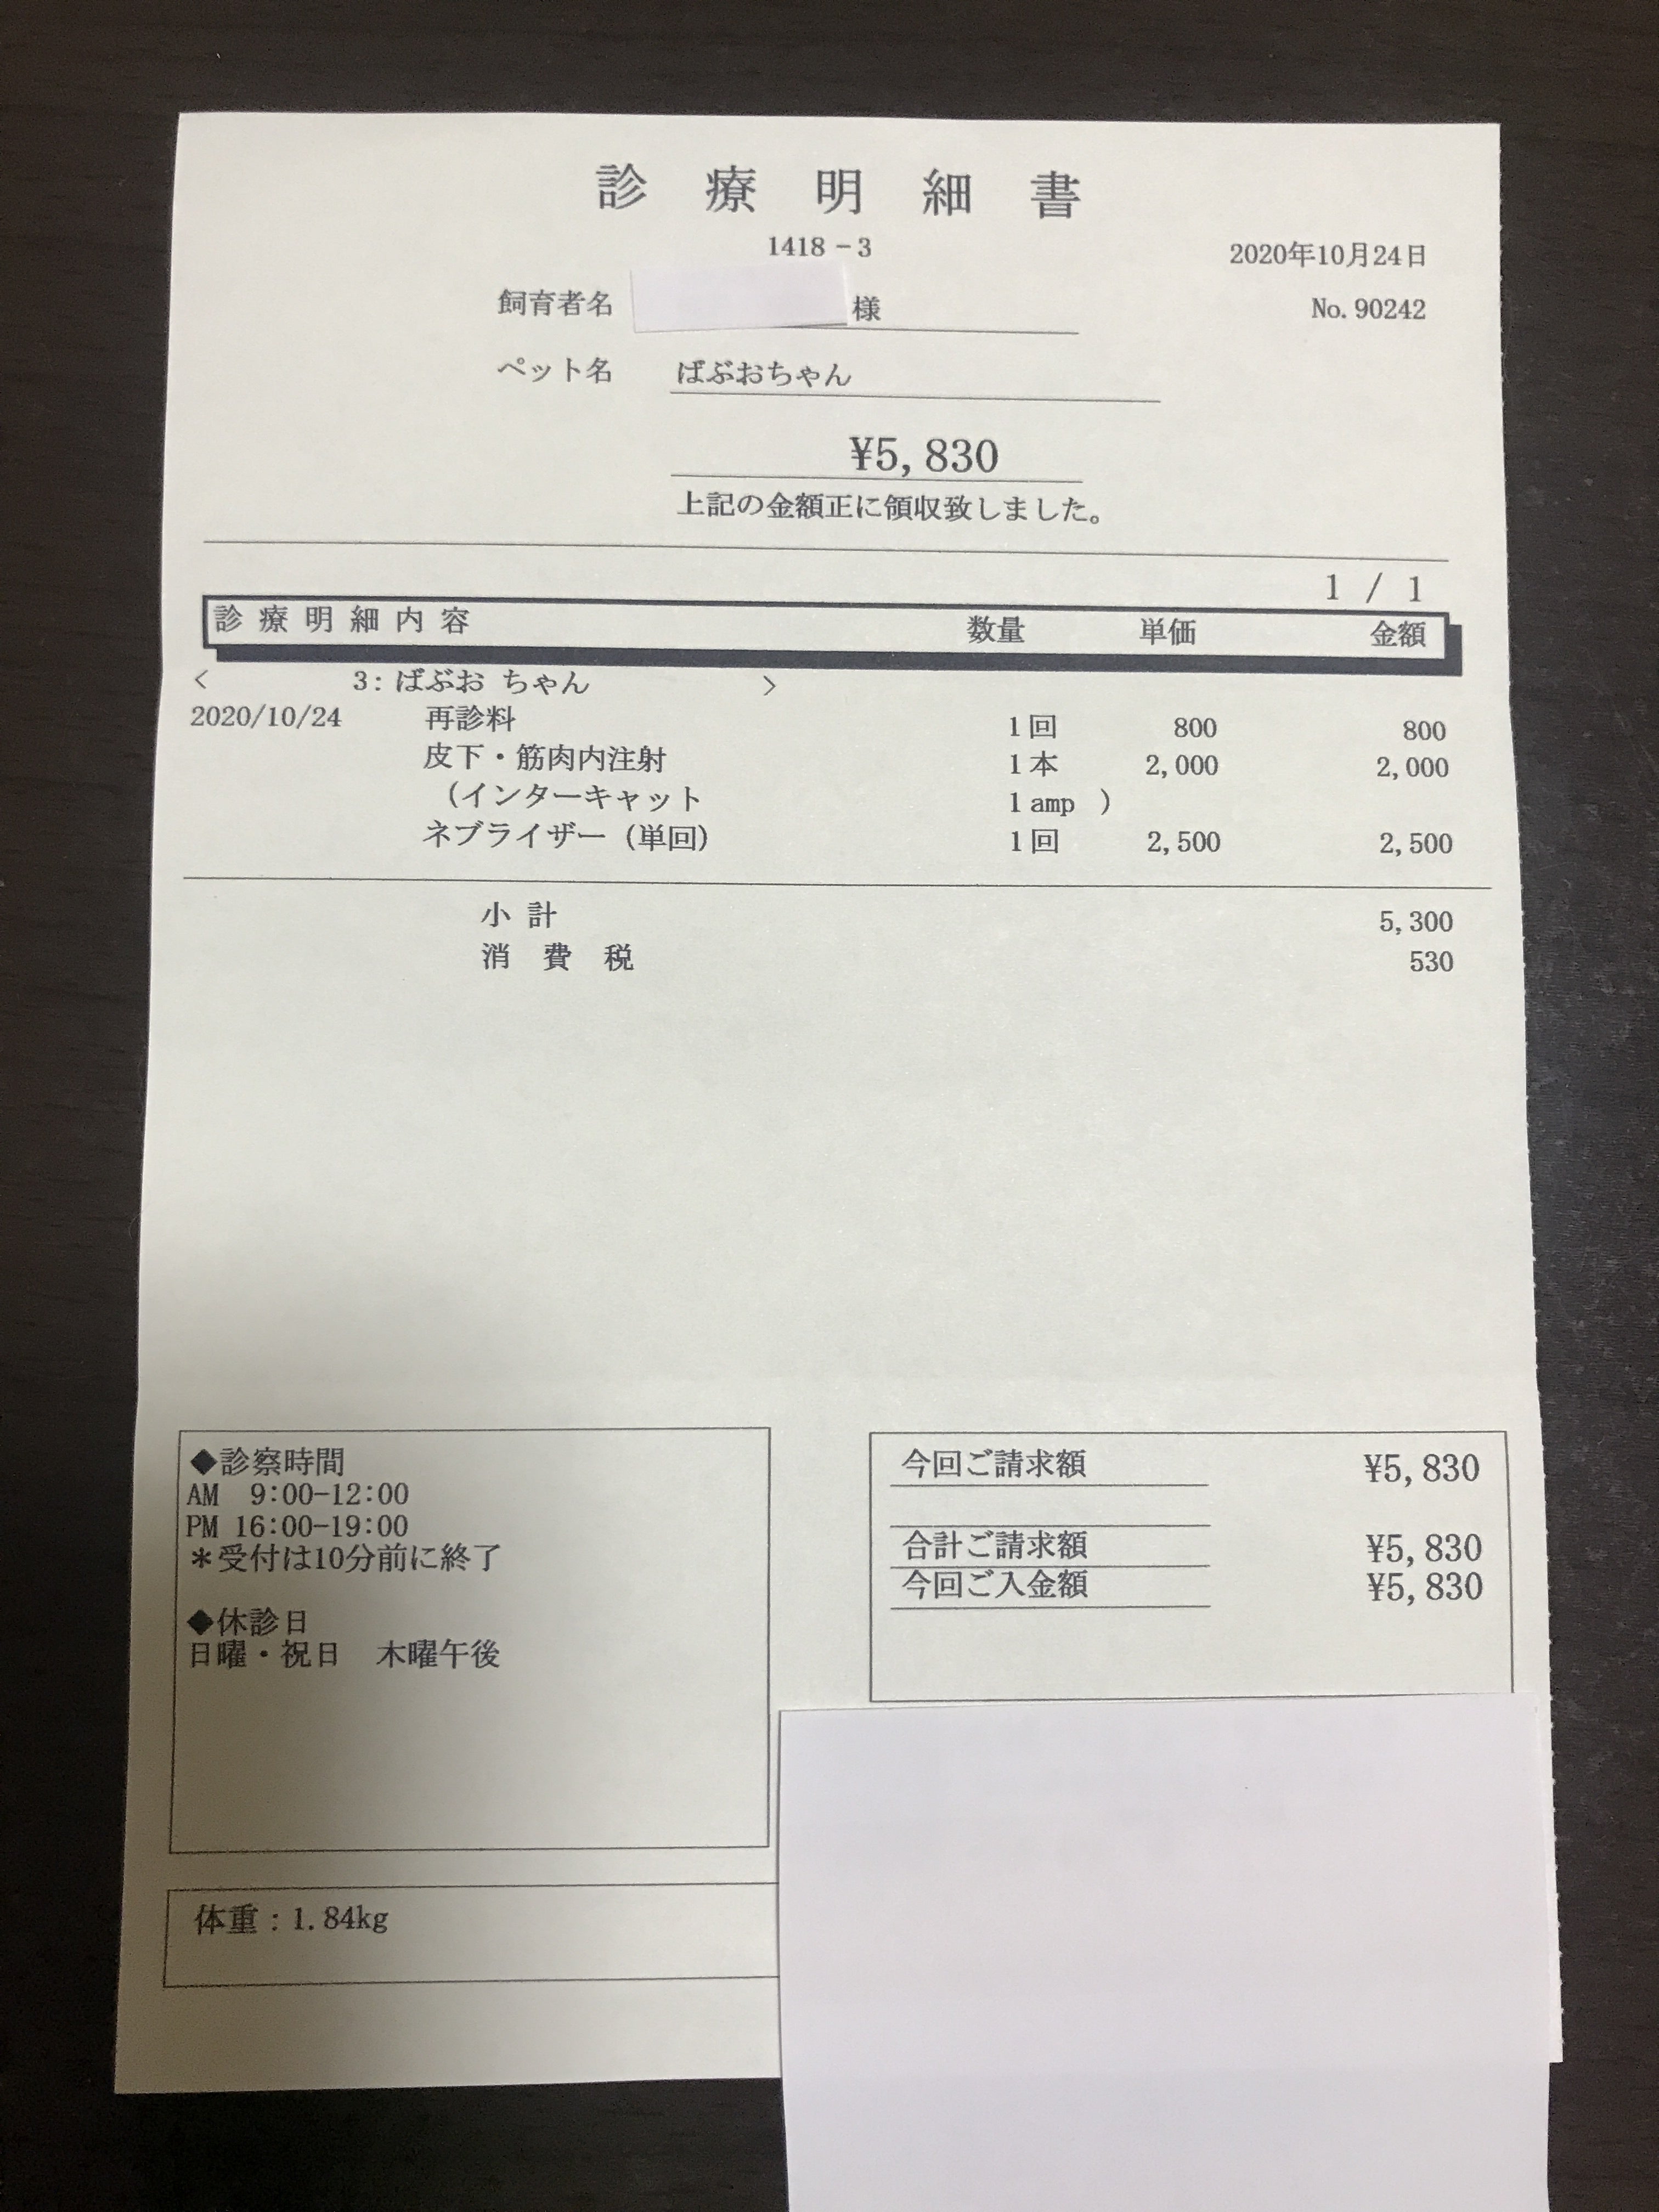 診療明細書
1418－3
2020年10月24日
飼育者名 様
No. 90242
ペット名 ばぶおちゃん
¥5,830
上記の金額正に領収致しました。
1 / 1
診療明細内容 数量 単価 金額
< 3:ばぶお ちゃん >
2020/10/24 再診料 1回 800 800
皮下・筋肉内注射 1本 2,000 2,000
(インターキャット 1amp )
ネブライザー(単回) 1回 2,500 2,500
小計 5,300
消費税 530
◆診察時間
AM 9:00-12:00
PM 16:00-19:00
＊受付は10分前に終了
◆休診日
日曜・祝日 木曜午後
今回ご請求額 ¥5,830
合計ご請求額 ¥5,830
今回ご入金額 ¥5,830
体重：1.84kg